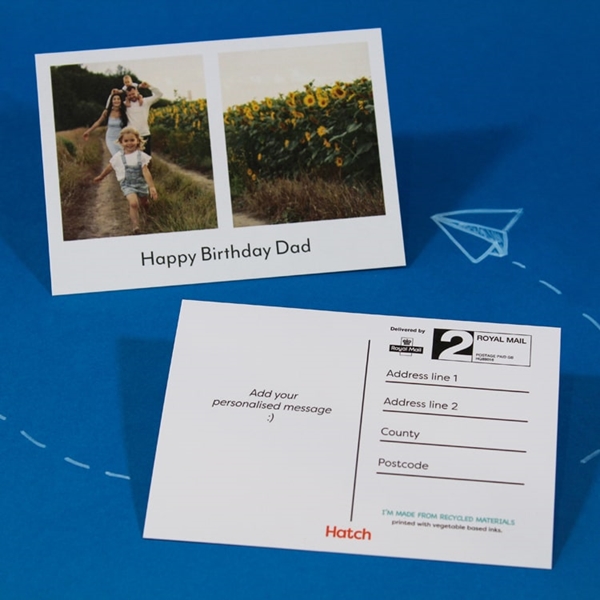 Happy Birthday Dad
Add your
personalised message
:)
Delivered by
Royal Mail
2
ROYAL MAIL
POSTAGE PAID GB
Address line 1
Address line 2
County
Postcode
I'M MADE FROM RECYCLED MATERIALS
printed with vegetable based inks.
Hatch